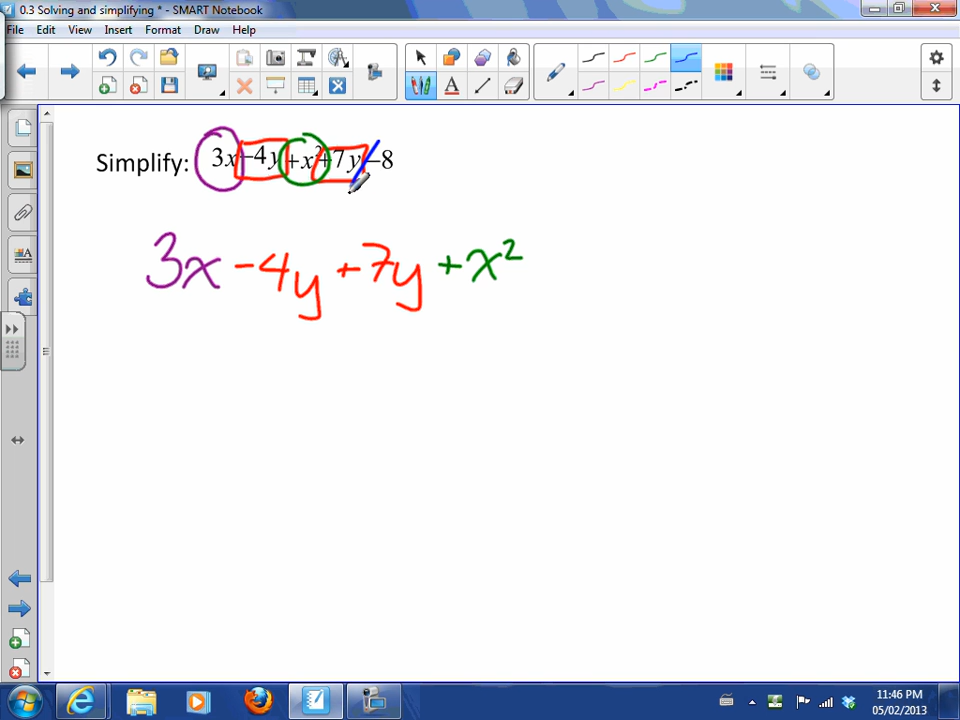 0.3 Solving and simplifying * - SMART Notebook
File Edit View Insert Format Draw Help
Simplify: 3x − 4y + x² + 7y − 8
3x − 4y + 7y + x²
11:46 PM
05/02/2013